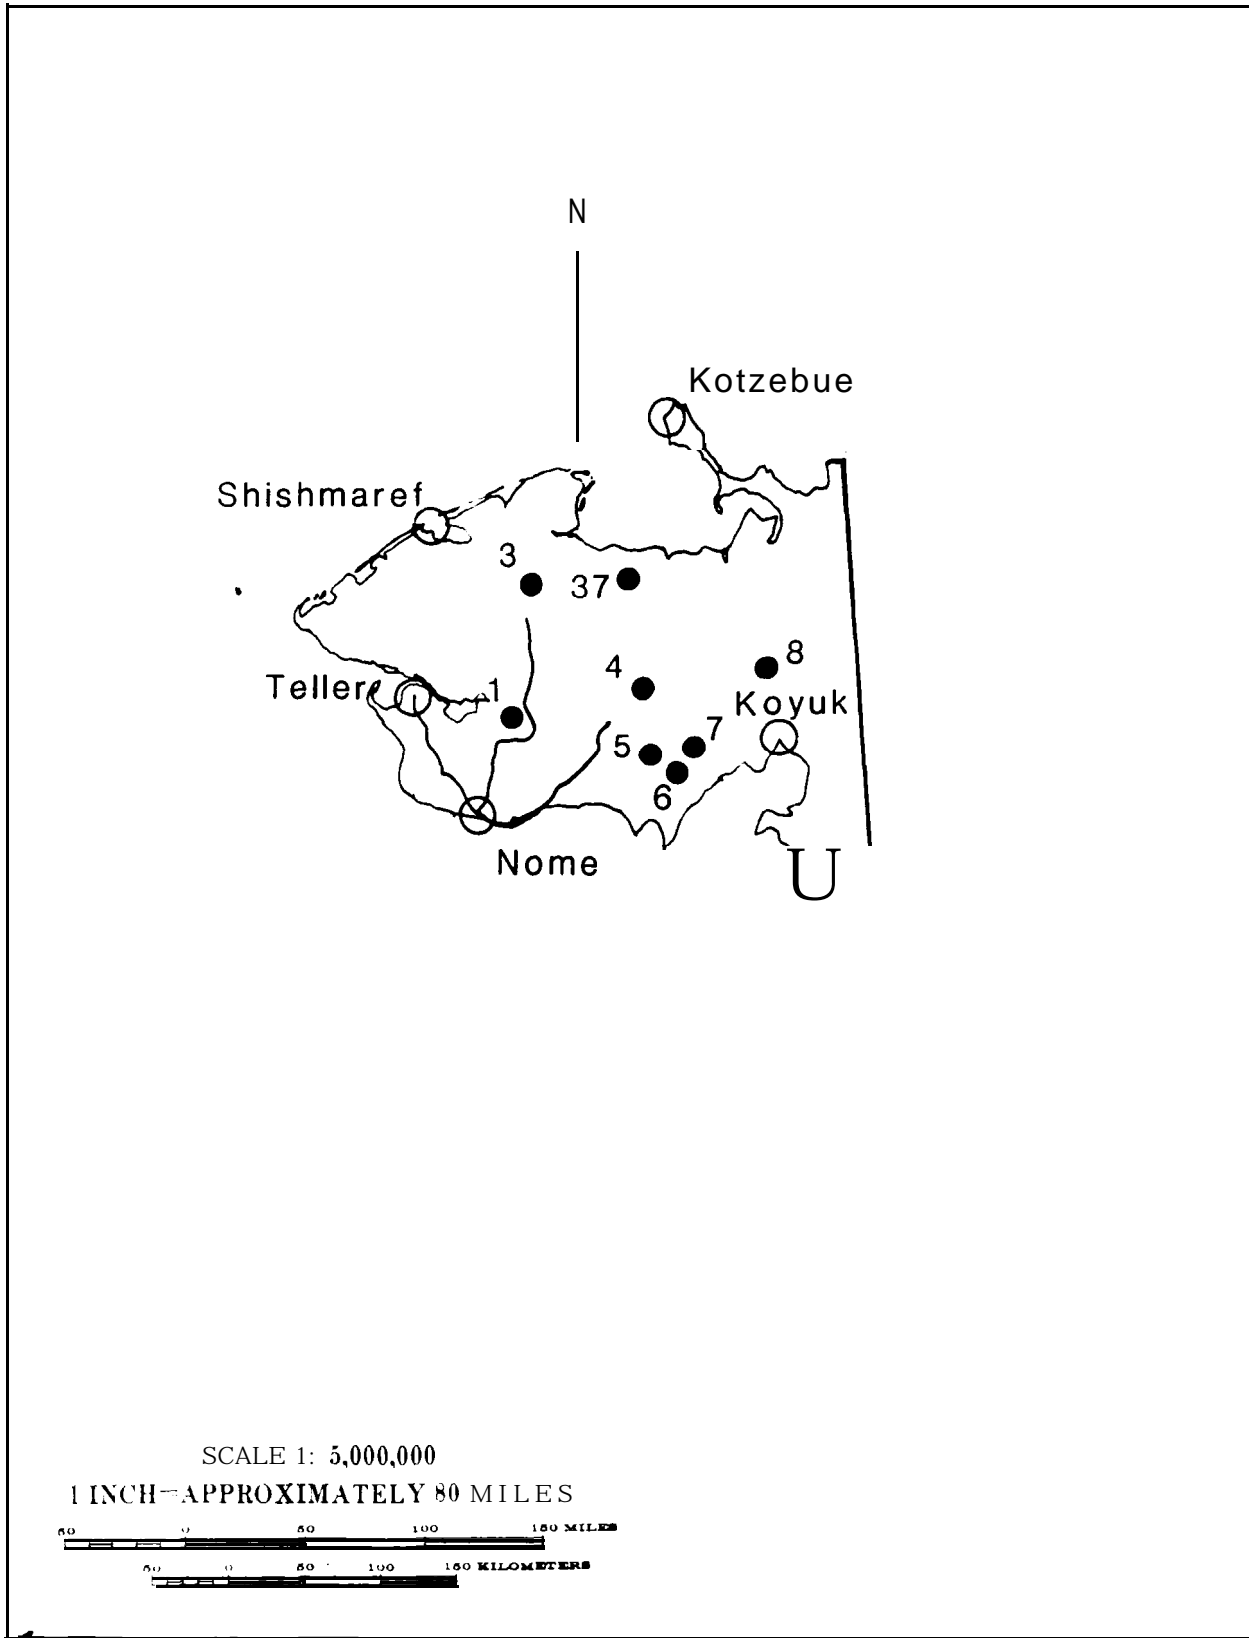 N
Kotzebue
Shishmaref
3
37
8
4
Teller
1
Koyuk
7
5
6
Nome
U
SCALE 1: 5,000,000
1 INCH=APPROXIMATELY 80 MILES
50 0 50 100 150 MILES
50 0 50 100 150 KILOMETERS